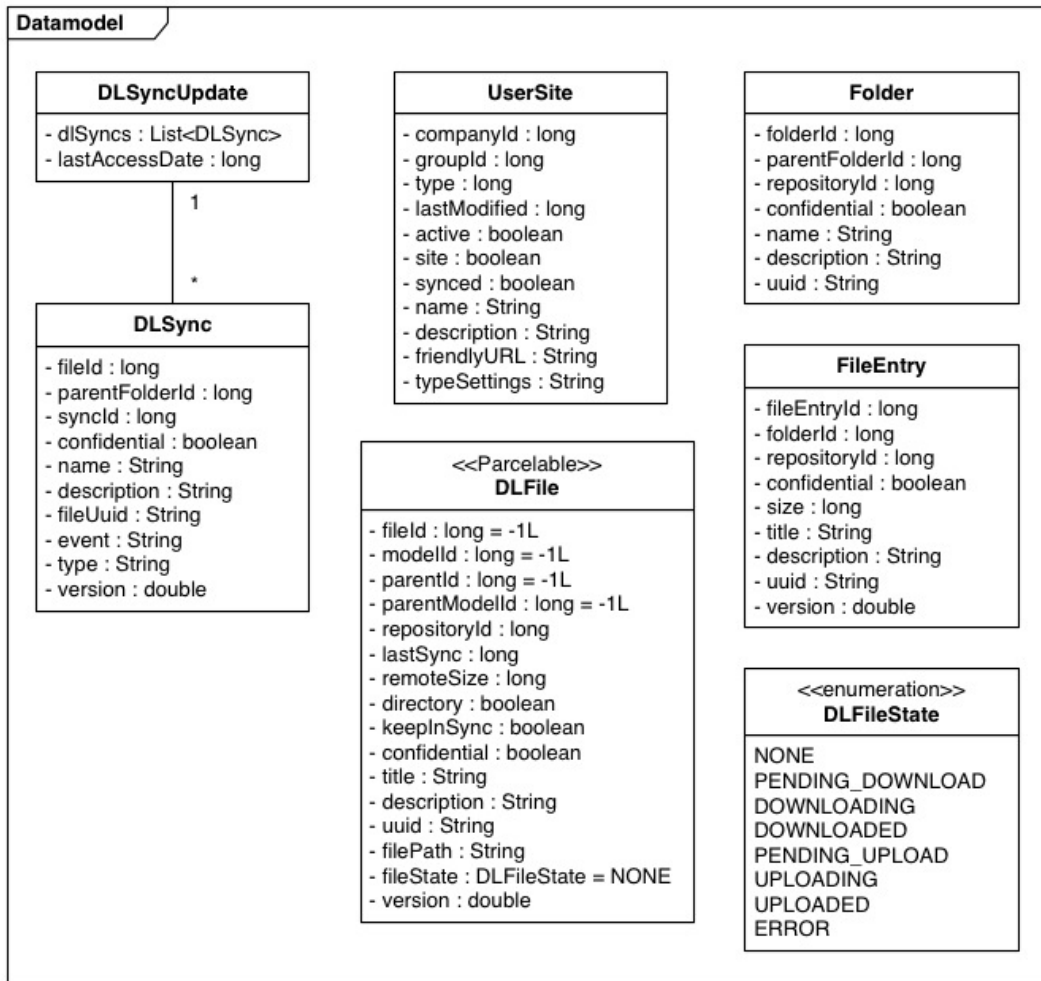 Datamodel
DLSyncUpdate
- dlSyncs : List<DLSync>
- lastAccessDate : long
1
*
DLSync
- fileId : long
- parentFolderId : long
- syncId : long
- confidential : boolean
- name : String
- description : String
- fileUuid : String
- event : String
- type : String
- version : double
UserSite
- companyId : long
- groupId : long
- type : long
- lastModified : long
- active : boolean
- site : boolean
- synced : boolean
- name : String
- description : String
- friendlyURL : String
- typeSettings : String
<<Parcelable>>
DLFile
- fileId : long = -1L
- modelId : long = -1L
- parentId : long = -1L
- parentModelId : long = -1L
- repositoryId : long
- lastSync : long
- remoteSize : long
- directory : boolean
- keepInSync : boolean
- confidential : boolean
- title : String
- description : String
- uuid : String
- filePath : String
- fileState : DLFileState = NONE
- version : double
Folder
- folderId : long
- parentFolderId : long
- repositoryId : long
- confidential : boolean
- name : String
- description : String
- uuid : String
FileEntry
- fileEntryId : long
- folderId : long
- repositoryId : long
- confidential : boolean
- size : long
- title : String
- description : String
- uuid : String
- version : double
<<enumeration>>
DLFileState
NONE
PENDING_DOWNLOAD
DOWNLOADING
DOWNLOADED
PENDING_UPLOAD
UPLOADING
UPLOADED
ERROR